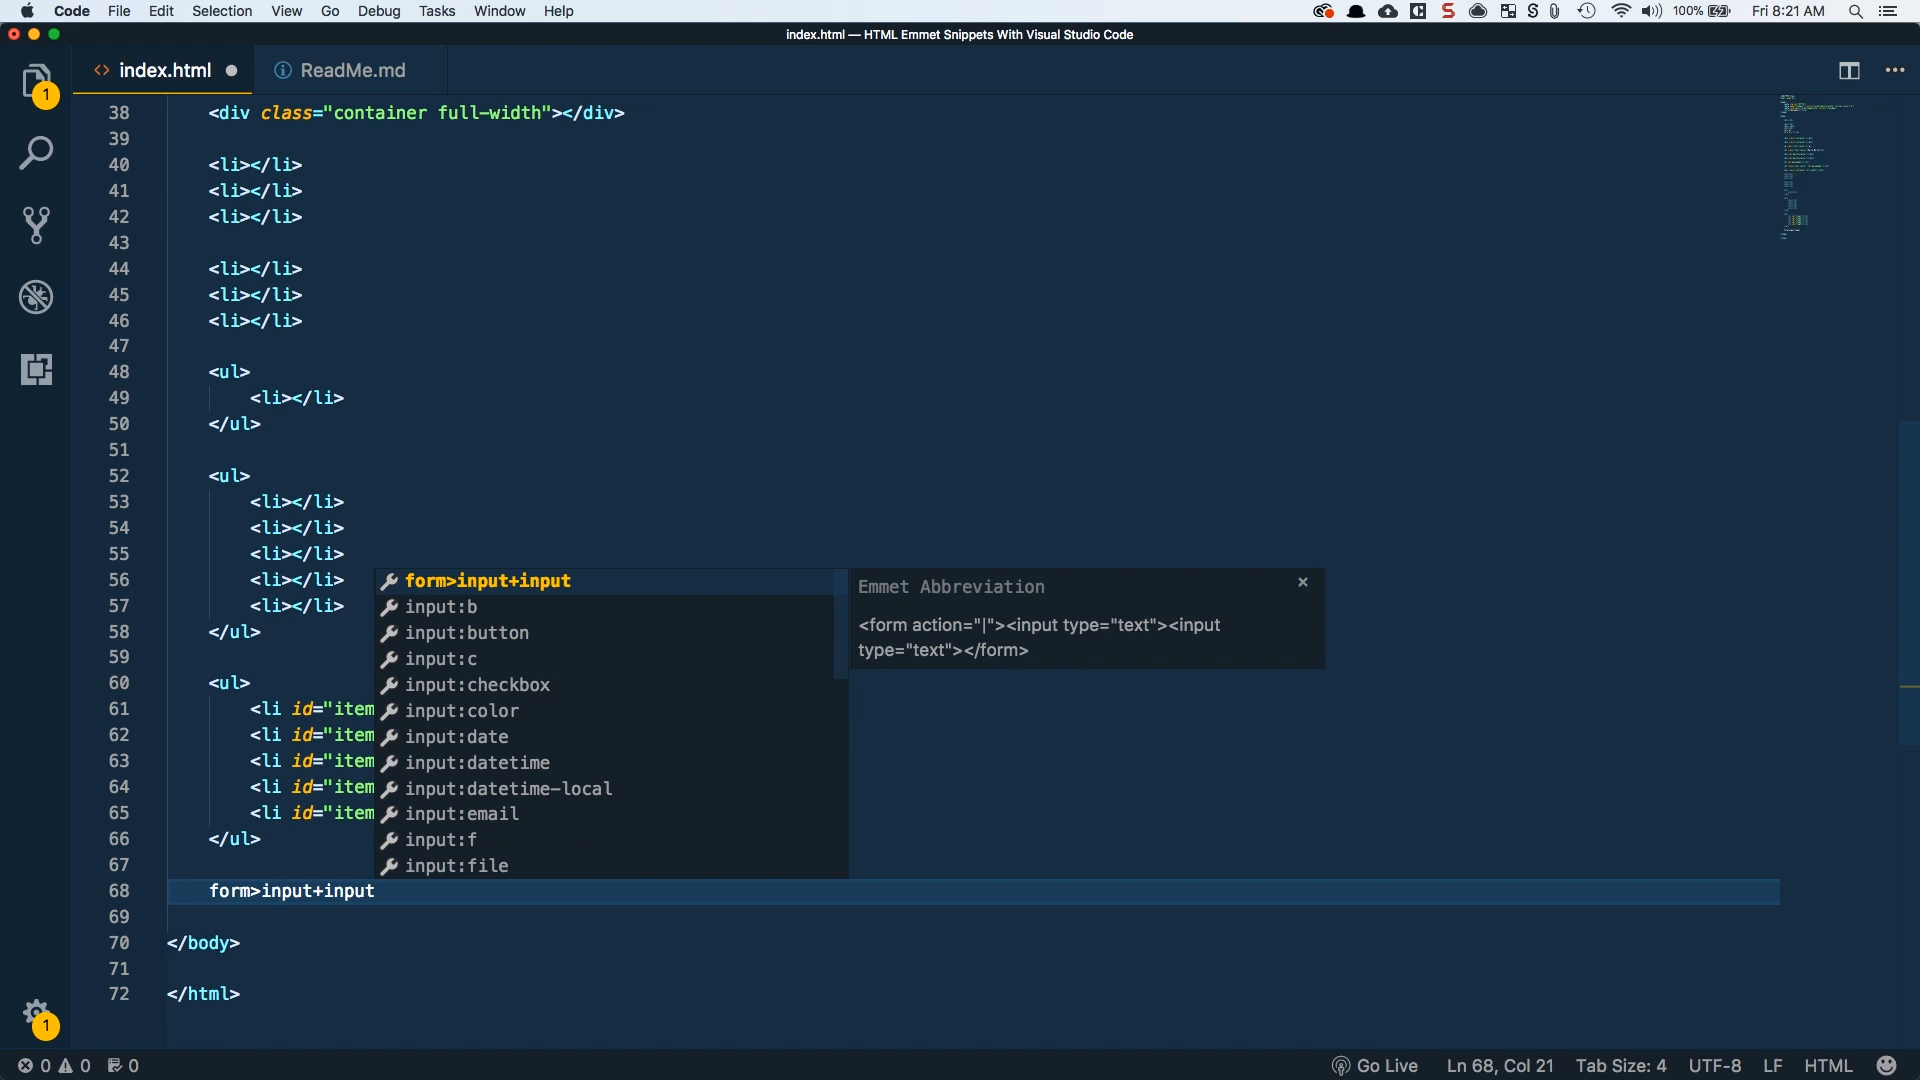 Code File Edit Selection View Go Debug Tasks Window Help 100% Fri 8:21 AM
index.html — HTML Emmet Snippets With Visual Studio Code
<> index.html ReadMe.md
1
38 <div class="container full-width"></div>
39
40 <li></li>
41 <li></li>
42 <li></li>
43
44 <li></li>
45 <li></li>
46 <li></li>
47
48 <ul>
49 <li></li>
50 </ul>
51
52 <ul>
53 <li></li>
54 <li></li>
55 <li></li>
56 <li></li>
57 <li></li>
58 </ul>
59
60 <ul>
61 <li id="item
62 <li id="item
63 <li id="item
64 <li id="item
65 <li id="item
66 </ul>
67
68 form>input+input
69
70 </body>
71
72 </html>
form>input+input
input:b
input:button
input:c
input:checkbox
input:color
input:date
input:datetime
input:datetime-local
input:email
input:f
input:file
Emmet Abbreviation ×
<form action="|"><input type="text"><input
type="text"></form>
1
0 0 0 Go Live Ln 68, Col 21 Tab Size: 4 UTF-8 LF HTML